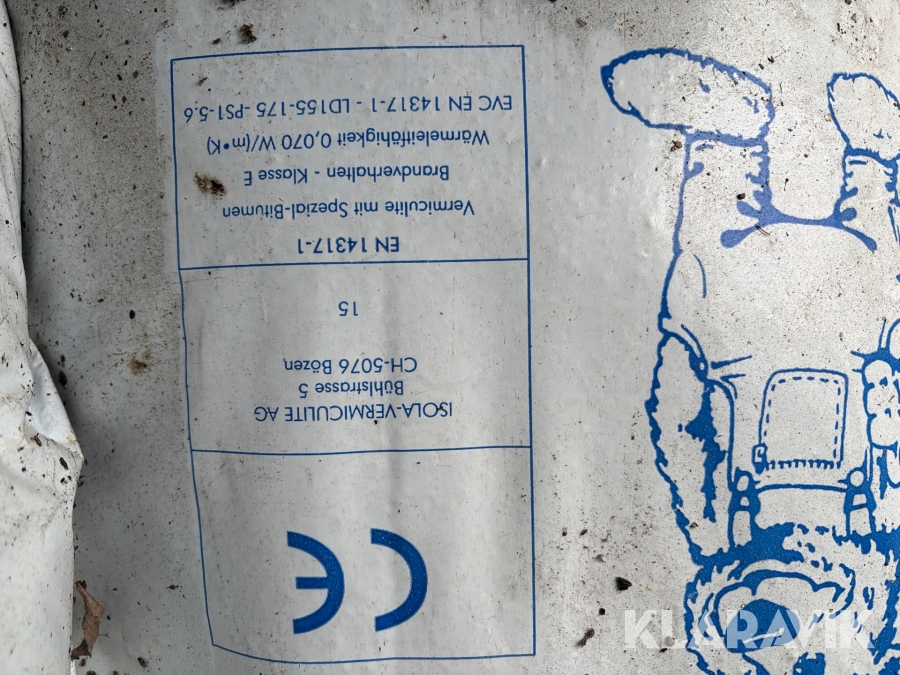 CE
ISOLA-VERMICULITE AG
Bühlstrasse 5
CH-5076 Bözen
15
EN 14317-1
Vermiculite mit Spezial-Bitumen
Brandverhalten - Klasse E
Wärmeleitfähigkeit 0,070 W/(m•K)
EVC EN 14317-1 - LD155-175 -PS1-5.6
KLARAVIK